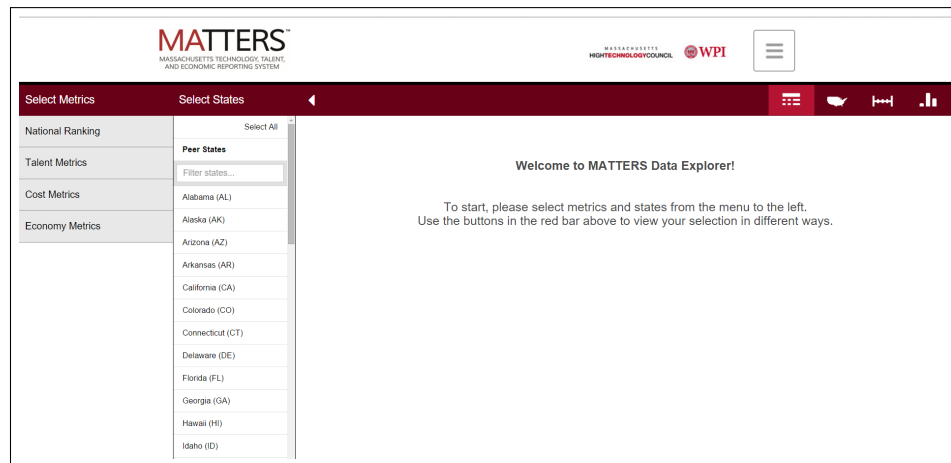 MATTERS™
MASSACHUSETTS TECHNOLOGY, TALENT,
AND ECONOMIC REPORTING SYSTEM
MASSACHUSETTS
HIGHTECHNOLOGYCOUNCIL
WPI
Select Metrics
Select States
National Ranking
Talent Metrics
Cost Metrics
Economy Metrics
Select All
Peer States
Filter states...
Alabama (AL)
Alaska (AK)
Arizona (AZ)
Arkansas (AR)
California (CA)
Colorado (CO)
Connecticut (CT)
Delaware (DE)
Florida (FL)
Georgia (GA)
Hawaii (HI)
Idaho (ID)
Welcome to MATTERS Data Explorer!
To start, please select metrics and states from the menu to the left.
Use the buttons in the red bar above to view your selection in different ways.